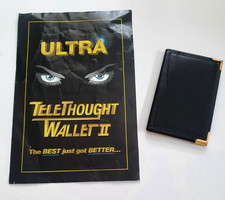 ULTRA
TELETHOUGHT
WALLET II
The BEST just got BETTER...